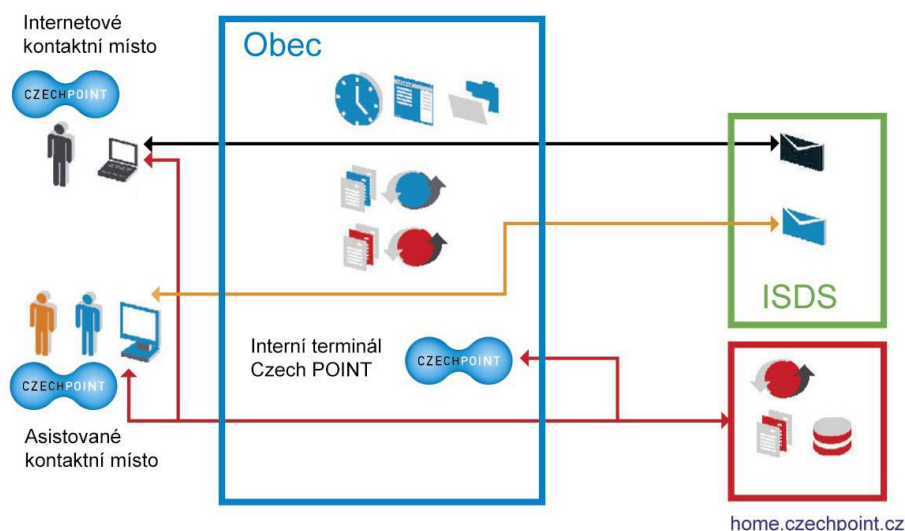 Internetové
kontaktní místo
CZECHPOINT
Obec
ISDS
Interní terminál
Czech POINT
CZECHPOINT
CZECHPOINT
Asistované
kontaktní místo
home.czechpoint.cz